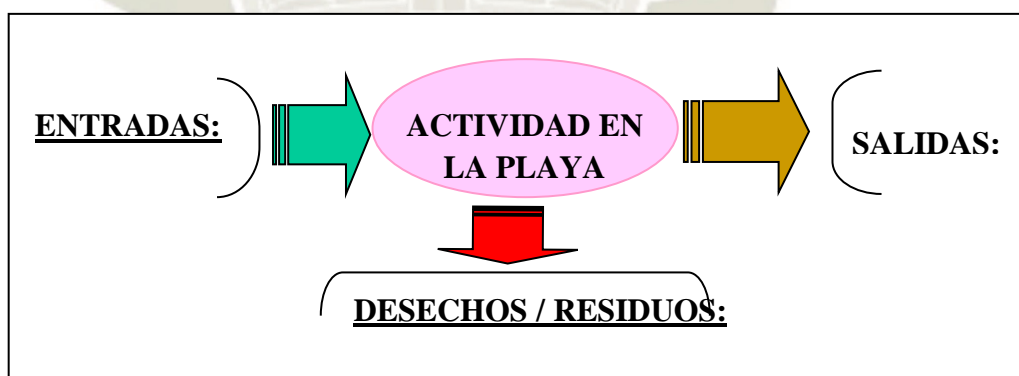 ENTRADAS:
ACTIVIDAD EN
LA PLAYA
SALIDAS:
DESECHOS / RESIDUOS: